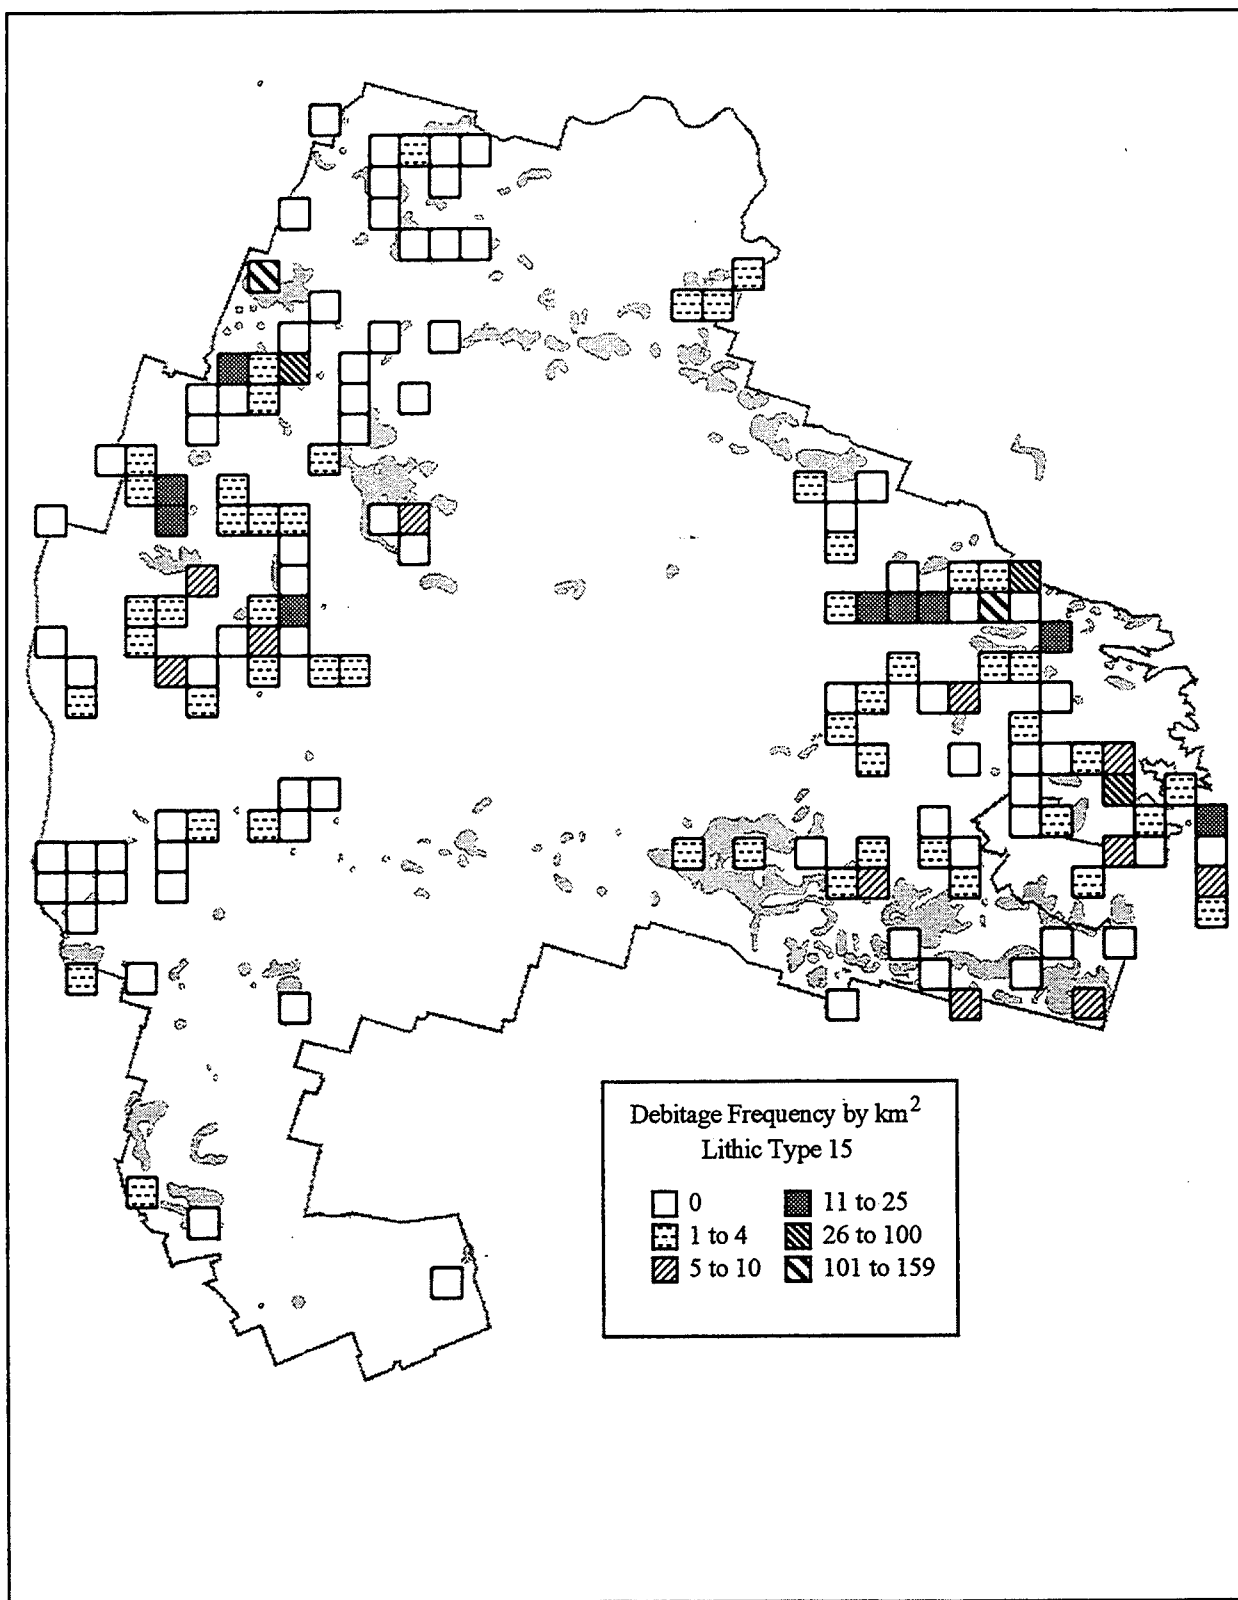 Debitage Frequency by km²
Lithic Type 15
0
1 to 4
5 to 10
11 to 25
26 to 100
101 to 159